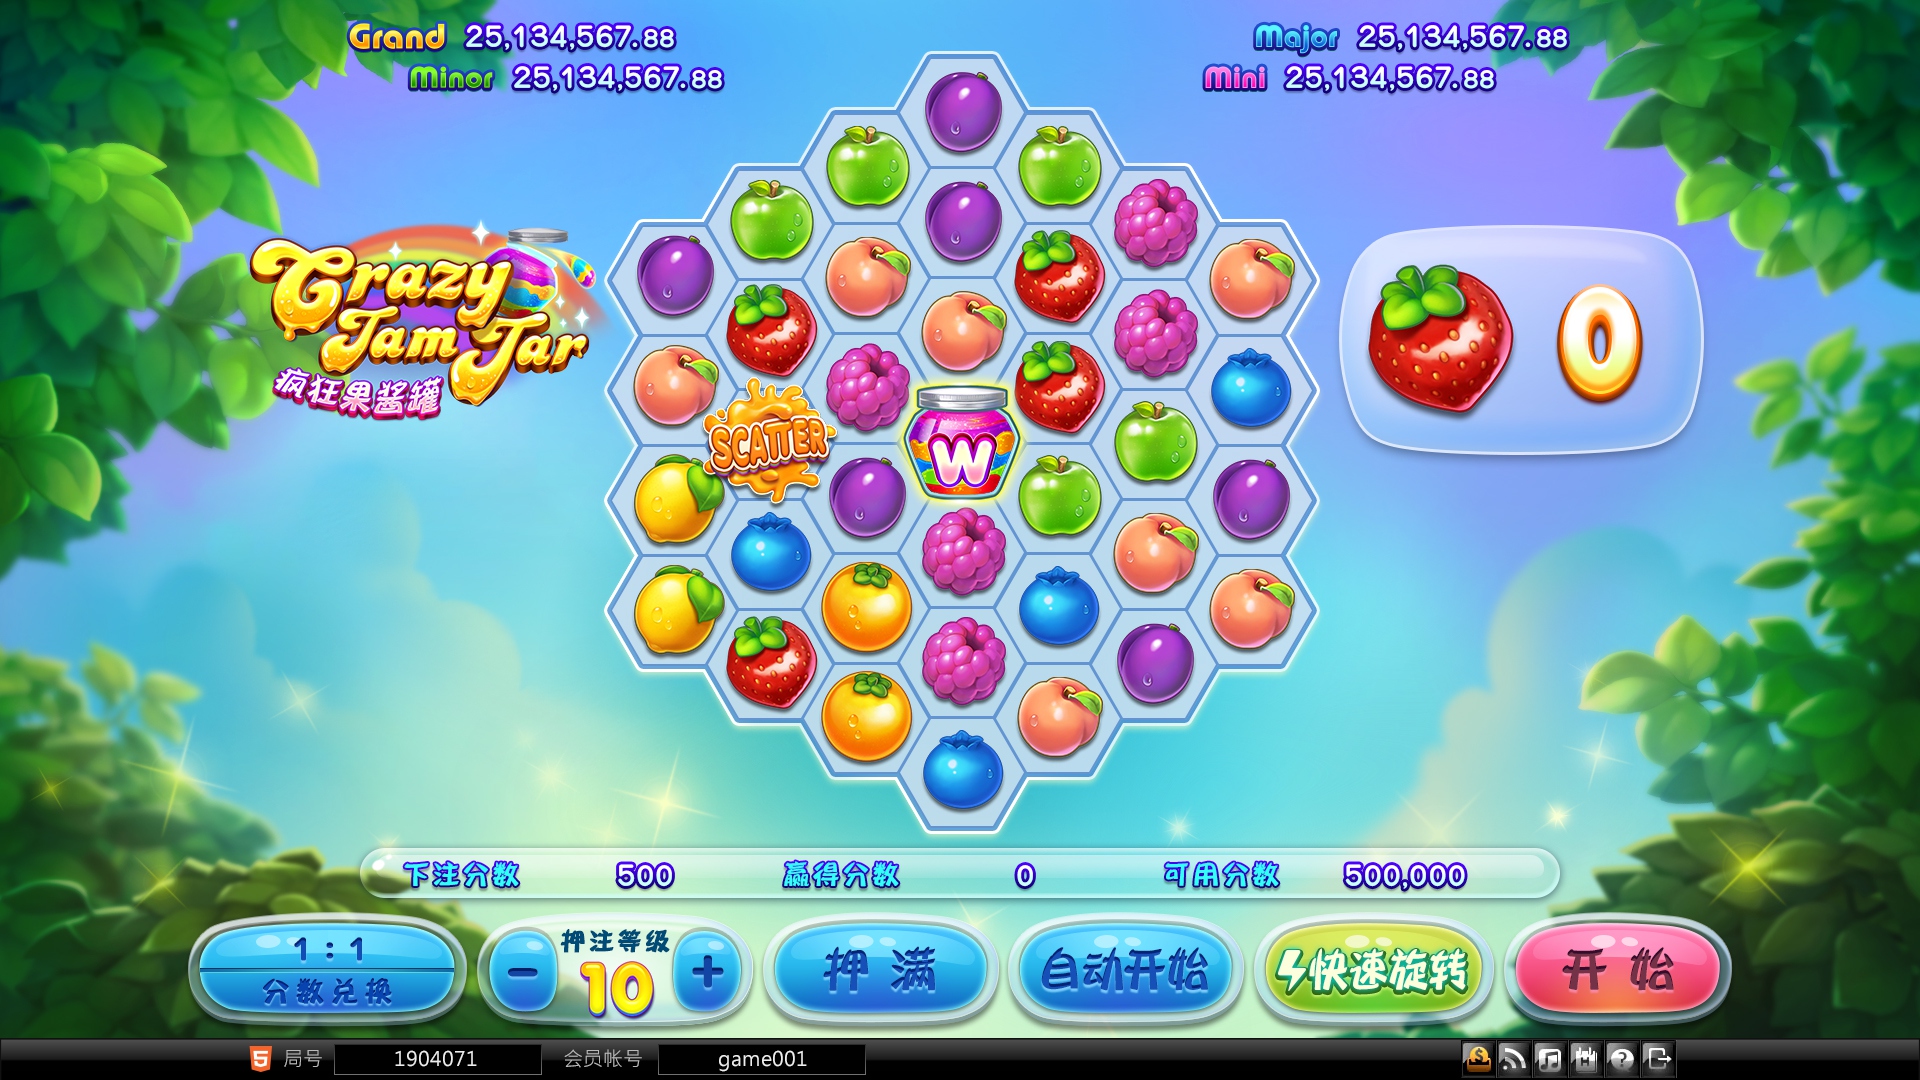 Grand 25,134,567.88
Major 25,134,567.88
Minor 25,134,567.88
Mini 25,134,567.88
Crazy
Jam Jar
疯狂果酱罐
SCATTER
W
0
下注分数 500 赢得分数 0 可用分数 500,000
1 : 1
分数兑换
押注等级
- 10 +
押 满
自动开始
快速旋转
开 始
5 局号 1904071 会员帐号 game001